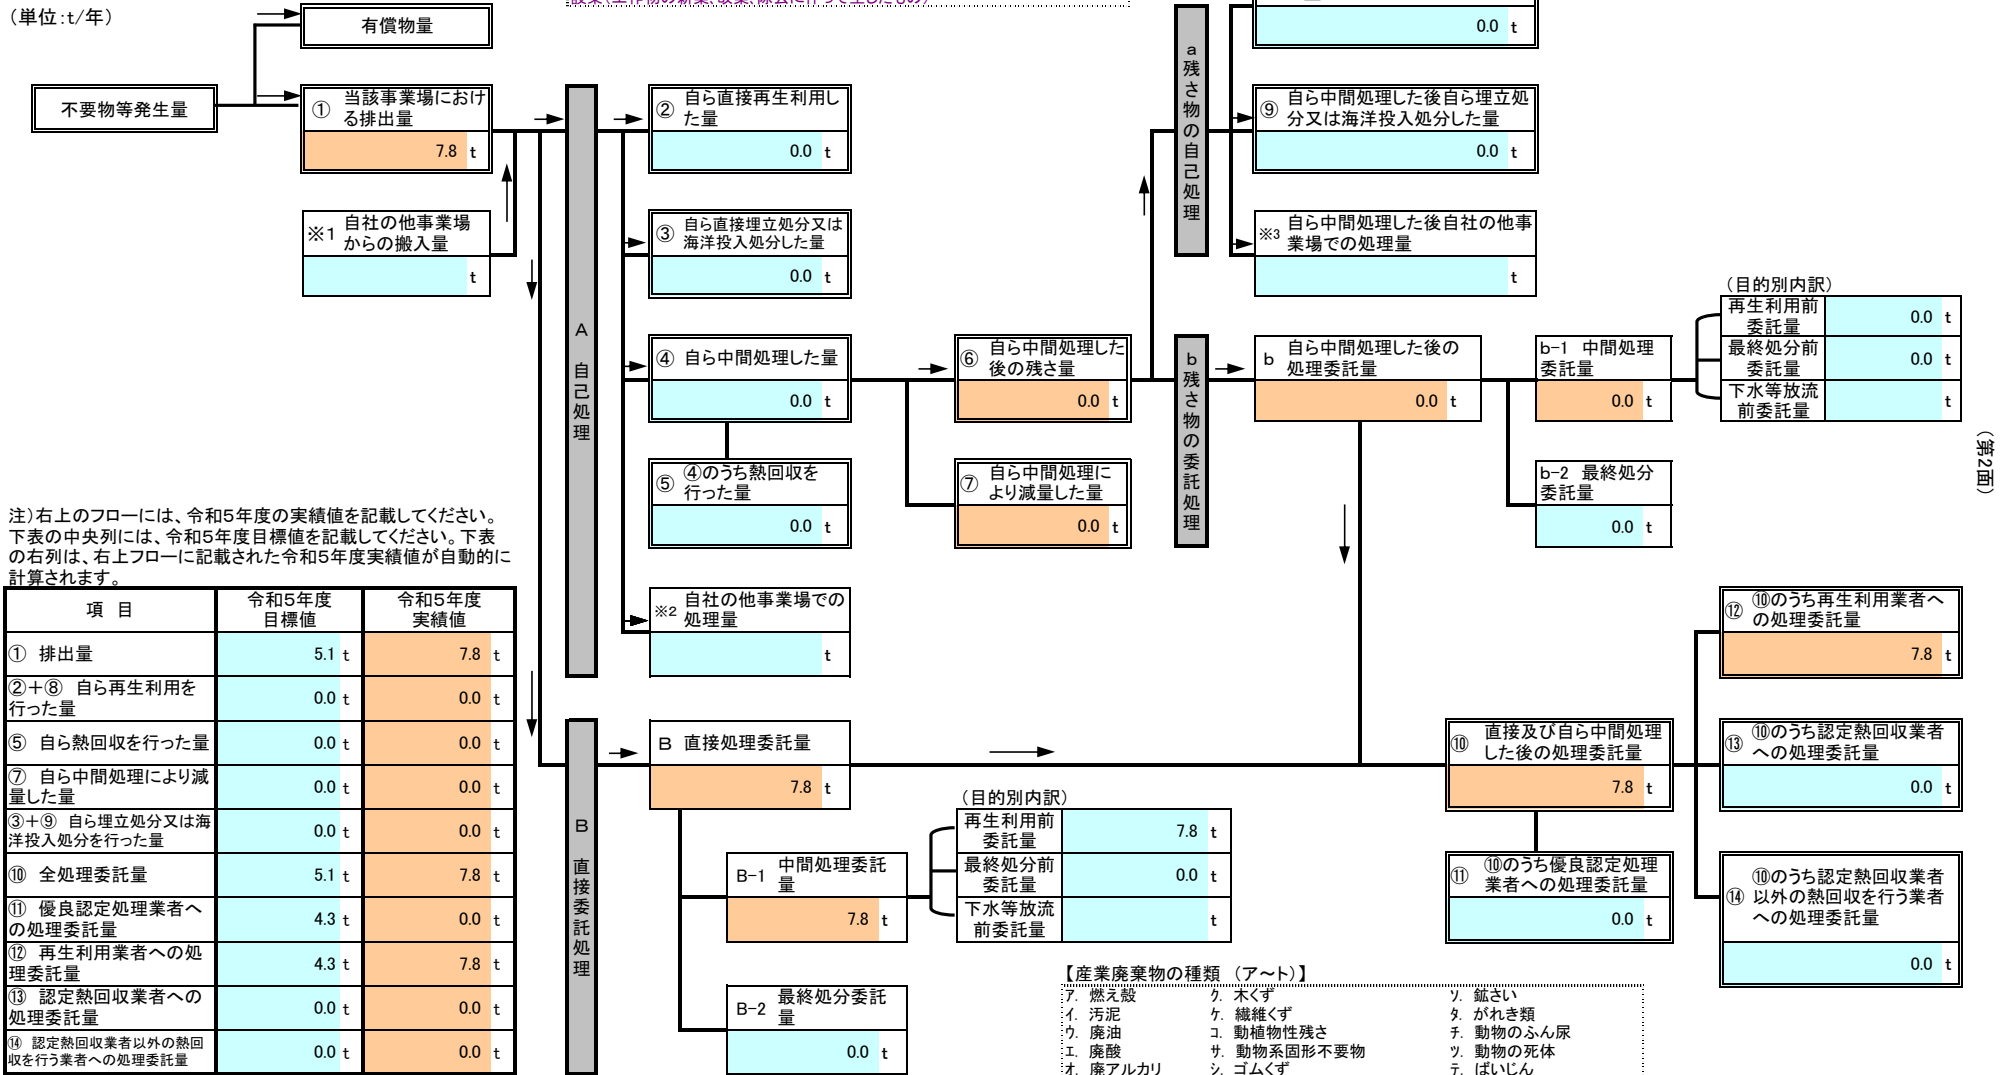 （単位:t/年）
有償物量
不要物等発生量
① 当該事業場におけ
る排出量
7.8 t
※1 自社の他事業場
からの搬入量
t
A 自己処理
② 自ら直接再生利用し
た量
0.0 t
③ 自ら直接埋立処分又は
海洋投入処分した量
0.0 t
④ 自ら中間処理した量
0.0 t
⑤ ④のうち熱回収を
行った量
0.0 t
※2 自社の他事業場での
処理量
t
⑥ 自ら中間処理した
後の残さ量
0.0 t
⑦ 自ら中間処理に
より減量した量
0.0 t
a 残さ物の自己処理
0.0 t
⑨ 自ら中間処理した後自ら埋立処
分又は海洋投入処分した量
0.0 t
※3 自ら中間処理した後自社の他事
業場での処理量
t
b 残さ物の委託処理
b 自ら中間処理した後の
処理委託量
0.0 t
b-1 中間処理
委託量
0.0 t
b-2 最終処分
委託量
0.0 t
（目的別内訳）
再生利用前
委託量
0.0 t
最終処分前
委託量
0.0 t
下水等放流
前委託量
t
（第2面）
注）右上のフローには、令和5年度の実績値を記載してください。
下表の中央列には、令和5年度目標値を記載してください。下表
の右列は、右上フローに記載された令和5年度実績値が自動的に
計算されます。
項 目 令和5年度 令和5年度
目標値 実績値
① 排出量 5.1 t 7.8 t
②＋⑧ 自ら再生利用を
行った量 0.0 t 0.0 t
⑤ 自ら熱回収を行った量 0.0 t 0.0 t
⑦ 自ら中間処理により減
量した量 0.0 t 0.0 t
③＋⑨ 自ら埋立処分又は海
洋投入処分を行った量 0.0 t 0.0 t
⑩ 全処理委託量 5.1 t 7.8 t
⑪ 優良認定処理業者へ
の処理委託量 4.3 t 0.0 t
⑫ 再生利用業者への処
理委託量 4.3 t 7.8 t
⑬ 認定熱回収業者への
処理委託量 0.0 t 0.0 t
⑭ 認定熱回収業者以外の熱回
収を行う業者への処理委託量 0.0 t 0.0 t
B 直接委託処理
B 直接処理委託量
7.8 t
B-1 中間処理委託
量
7.8 t
B-2 最終処分委託
量
0.0 t
（目的別内訳）
再生利用前
委託量
7.8 t
最終処分前
委託量
0.0 t
下水等放流
前委託量
t
⑩ 直接及び自ら中間処理
した後の処理委託量
7.8 t
⑪ ⑩のうち優良認定処理
業者への処理委託量
0.0 t
⑫ ⑩のうち再生利用業者へ
の処理委託量
7.8 t
⑬ ⑩のうち認定熱回収業者
への処理委託量
0.0 t
⑭ ⑩のうち認定熱回収業者
以外の熱回収を行う業者
への処理委託量
0.0 t
【産業廃棄物の種類 （ア～ト）】
ア. 燃え殻 ク. 木くず ソ. 鉱さい
イ. 汚泥 ケ. 繊維くず タ. がれき類
ウ. 廃油 コ. 動植物性残さ チ. 動物のふん尿
エ. 廃酸 サ. 動物系固形不要物 ツ. 動物の死体
オ. 廃アルカリ シ. ゴムくず テ. ばいじん